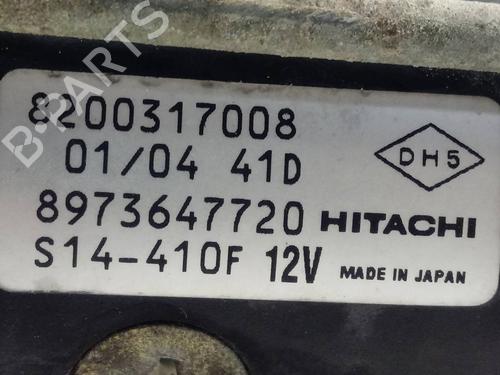 B-PARTS
8200317008
01/04 41D
DH5
8973647720 HITACHI
S14-410F 12V MADE IN JAPAN